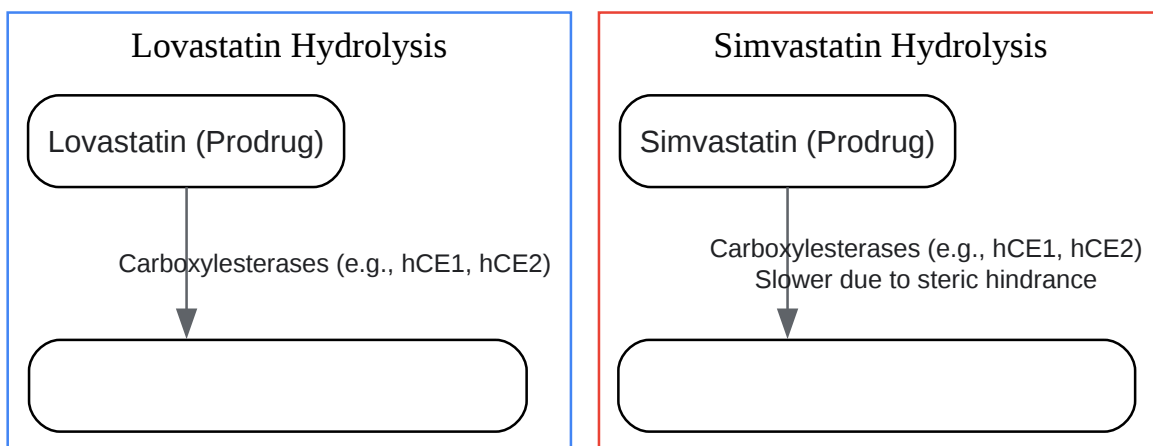 Lovastatin Hydrolysis
Lovastatin (Prodrug)
Carboxylesterases (e.g., hCE1, hCE2)
Simvastatin Hydrolysis
Simvastatin (Prodrug)
Carboxylesterases (e.g., hCE1, hCE2)
Slower due to steric hindrance